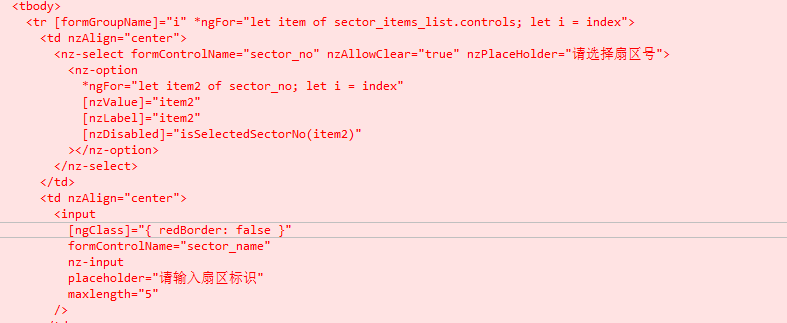 <tbody>
<tr [formGroupName]="i" *ngFor="let item of sector_items_list.controls; let i = index">
<td nzAlign="center">
<nz-select formControlName="sector_no" nzAllowClear="true" nzPlaceHolder="请选择扇区号">
<nz-option
*ngFor="let item2 of sector_no; let i = index"
[nzValue]="item2"
[nzLabel]="item2"
[nzDisabled]="isSelectedSectorNo(item2)"
></nz-option>
</nz-select>
</td>
<td nzAlign="center">
<input
[ngClass]="{ redBorder: false }"
formControlName="sector_name"
nz-input
placeholder="请输入扇区标识"
maxlength="5"
/>